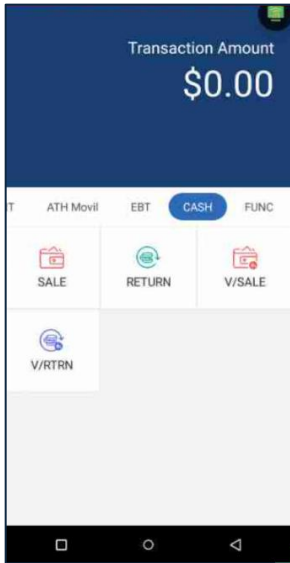 Transaction Amount
$0.00
T ATH Movil EBT CASH FUNC
SALE RETURN V/SALE
V/RTRN